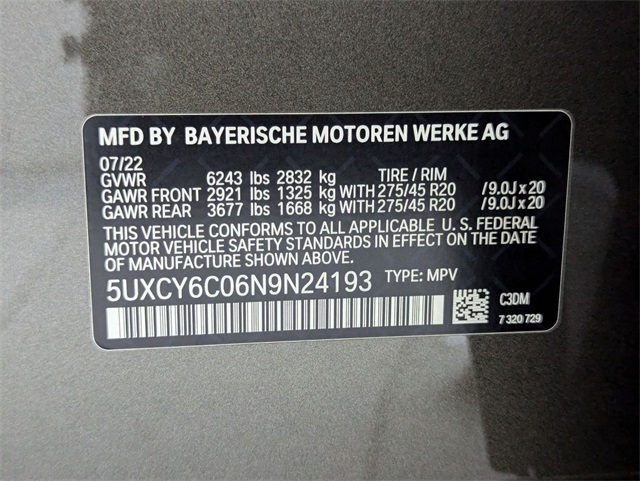 MFD BY BAYERISCHE MOTOREN WERKE AG
07/22
GVWR 6243 lbs 2832 kg TIRE / RIM
GAWR FRONT 2921 lbs 1325 kg WITH 275/45 R20 /9.0J x 20
GAWR REAR 3677 lbs 1668 kg WITH 275/45 R20 /9.0J x 20
THIS VEHICLE CONFORMS TO ALL APPLICABLE U. S. FEDERAL
MOTOR VEHICLE SAFETY STANDARDS IN EFFECT ON THE DATE
OF MANUFACTURE SHOWN ABOVE.
5UXCY6C06N9N24193 TYPE: MPV
C3DM
7 320 729